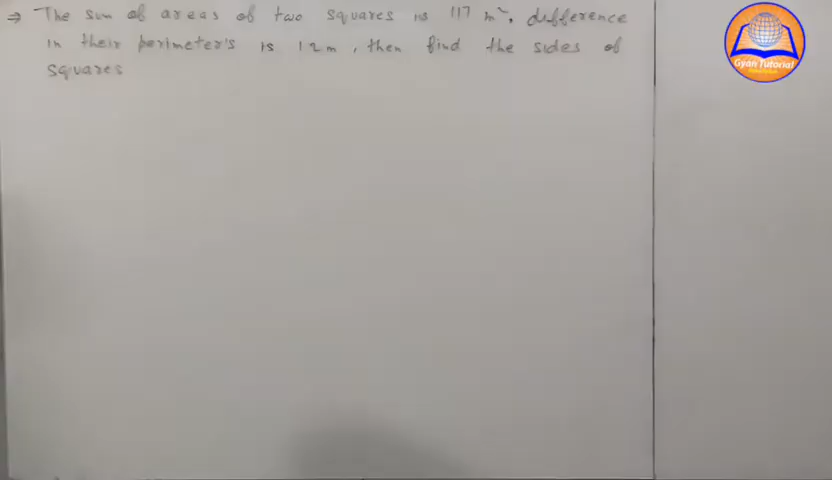 ⇒ The sum of areas of two squares is 117 m², difference
in their perimeter's is 12m, then find the sides of
squares
Gyan Tutorial